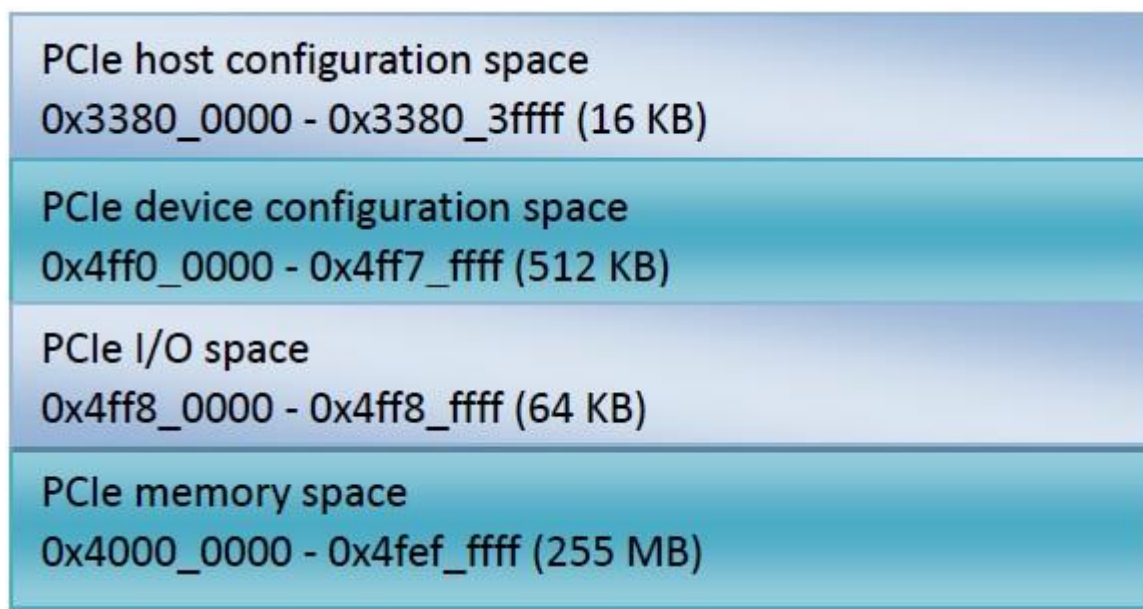 PCIe host configuration space
0x3380_0000 - 0x3380_3ffff (16 KB)
PCIe device configuration space
0x4ff0_0000 - 0x4ff7_ffff (512 KB)
PCIe I/O space
0x4ff8_0000 - 0x4ff8_ffff (64 KB)
PCIe memory space
0x4000_0000 - 0x4fef_ffff (255 MB)